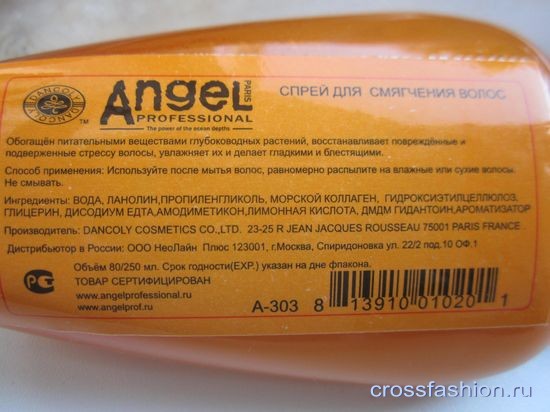 DANCOLY DANCOLY
TM
Angel PARIS
PROFESSIONAL
The power of the ocean depths
СПРЕЙ ДЛЯ СМЯГЧЕНИЯ ВОЛОС
Обогащён питательными веществами глубоководных растений, восстанавливает повреждённые и
подверженные стрессу волосы, увлажняет их и делает гладкими и блестящими.
Способ применения: Используйте после мытья волос, равномерно распылите на влажные или сухие волосы.
Не смывать.
Ингредиенты: ВОДА, ЛАНОЛИН,ПРОПИЛЕНГЛИКОЛЬ, МОРСКОЙ КОЛЛАГЕН, ГИДРОКСИЭТИЛЦЕЛЛЮЛОЗ,
ГЛИЦЕРИН, ДИСОДИУМ ЕДТА,АМОДИМЕТИКОН,ЛИМОННАЯ КИСЛОТА, ДМДМ ГИДАНТОИН,АРОМАТИЗАТОР
Производитель: DANCOLY COSMETICS CO.,LTD. 23-25 R JEAN JACQUES ROUSSEAU 75001 PARIS FRANCE .
Дистрибьютор в России: ООО НеоЛайн Плюс 123001, г.Москва, Спиридоновка ул. 22/2 под.10 ОФ.1
Объём 80/250 мл. Срок годности(EXP.) указан на дне флакона.
ТОВАР СЕРТИФИЦИРОВАН
www.angelprofessional.ru
www.angelprof.ru
A-303 8 13910 01020 1
crossfashion.ru